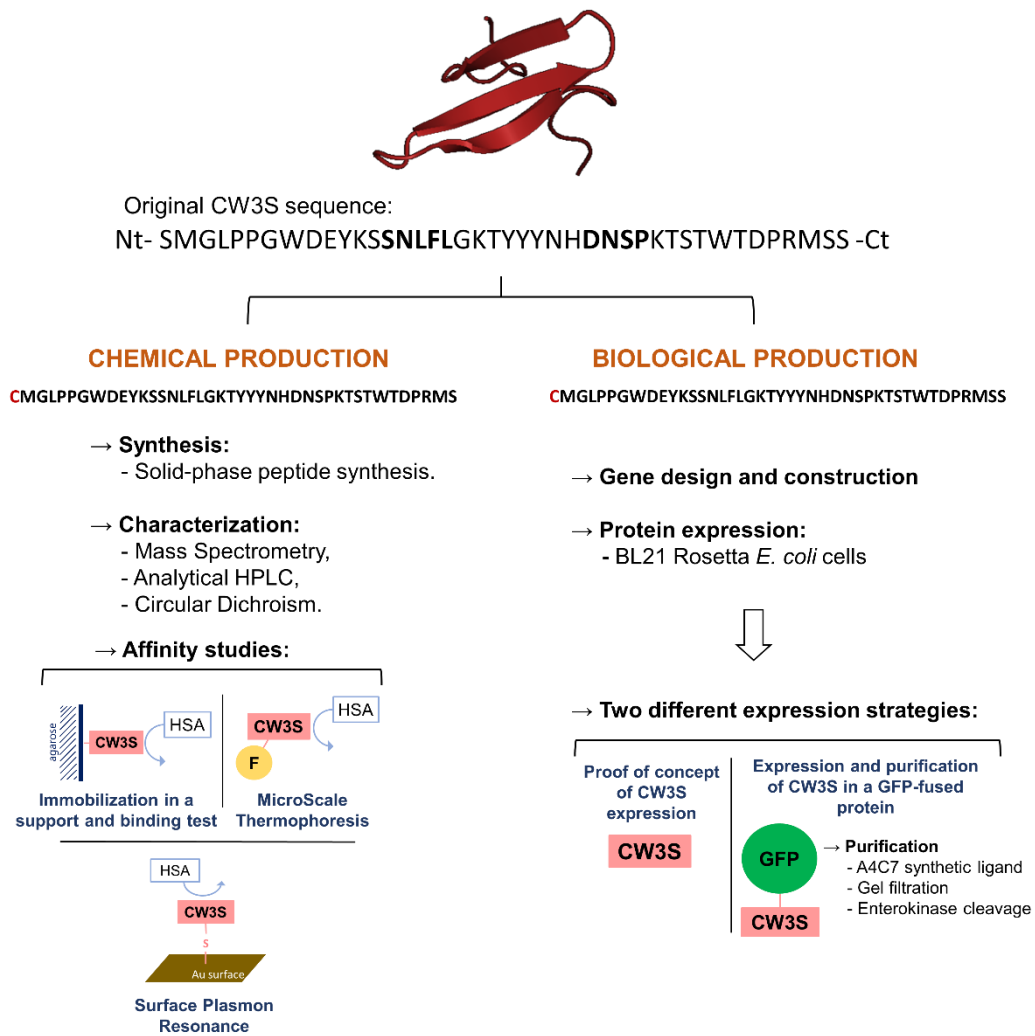 Original CW3S sequence:
Nt- SMGLPPGWDEYKSSNLFLGKTYYYNHDNSPKTSTWTDPRMSS -Ct
CHEMICAL PRODUCTION
CMGLPPGWDEYKSSNLFLGKTYYYNHDNSPKTSTWTDPRMS
→ Synthesis:
- Solid-phase peptide synthesis.
→ Characterization:
- Mass Spectrometry,
- Analytical HPLC,
- Circular Dichroism.
→ Affinity studies:
agarose
CW3S
HSA
Immobilization in a
support and binding test
HSA
CW3S
F
MicroScale
Thermophoresis
HSA
CW3S
S
Au surface
Surface Plasmon
Resonance
BIOLOGICAL PRODUCTION
CMGLPPGWDEYKSSNLFLGKTYYYNHDNSPKTSTWTDPRMSS
→ Gene design and construction
→ Protein expression:
- BL21 Rosetta E. coli cells
→ Two different expression strategies:
Proof of concept
of CW3S
expression
CW3S
Expression and purification
of CW3S in a GFP-fused
protein
GFP
CW3S
→ Purification
- A4C7 synthetic ligand
- Gel filtration
- Enterokinase cleavage